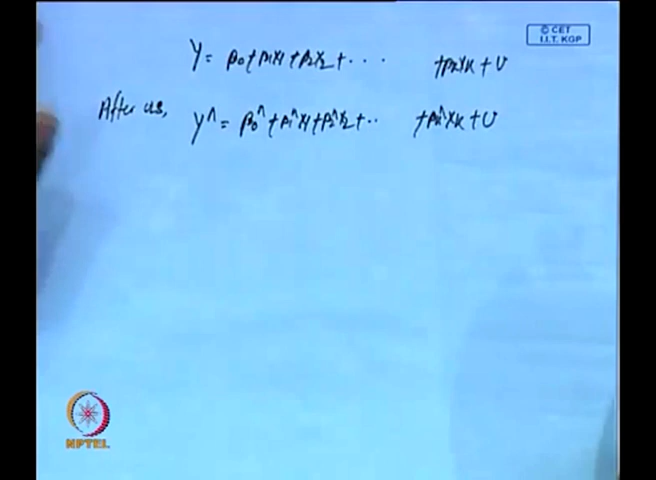 © CET
I.I.T. KGP
Y = β0 + β1X1 + β2X2 + ... + βKXK + U
After us, Y^ = β0^ + β1^X1 + β2^X2 + .. + βK^XK + U
NPTEL